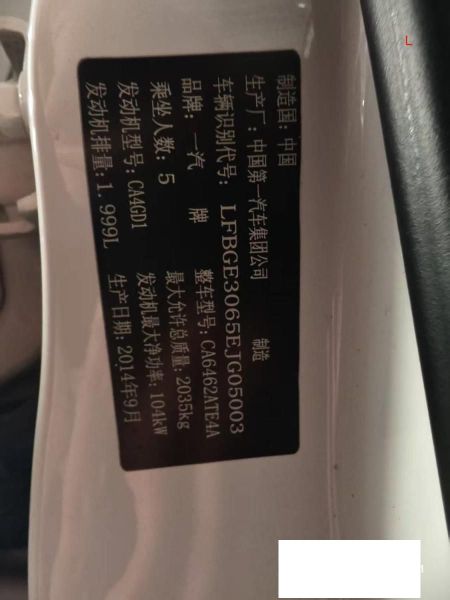 制造国：中国
生产厂：中国第一汽车集团公司 制造
车辆识别代号：LFBGE3065EJG05003
品牌：一汽 牌 整车型号：CA6462ATE4A
乘坐人数：5 最大允许总质量：2035kg
发动机型号：CA4GD1 发动机最大净功率：104kW
发动机排量：1.999L 生产日期：2014年9月
L